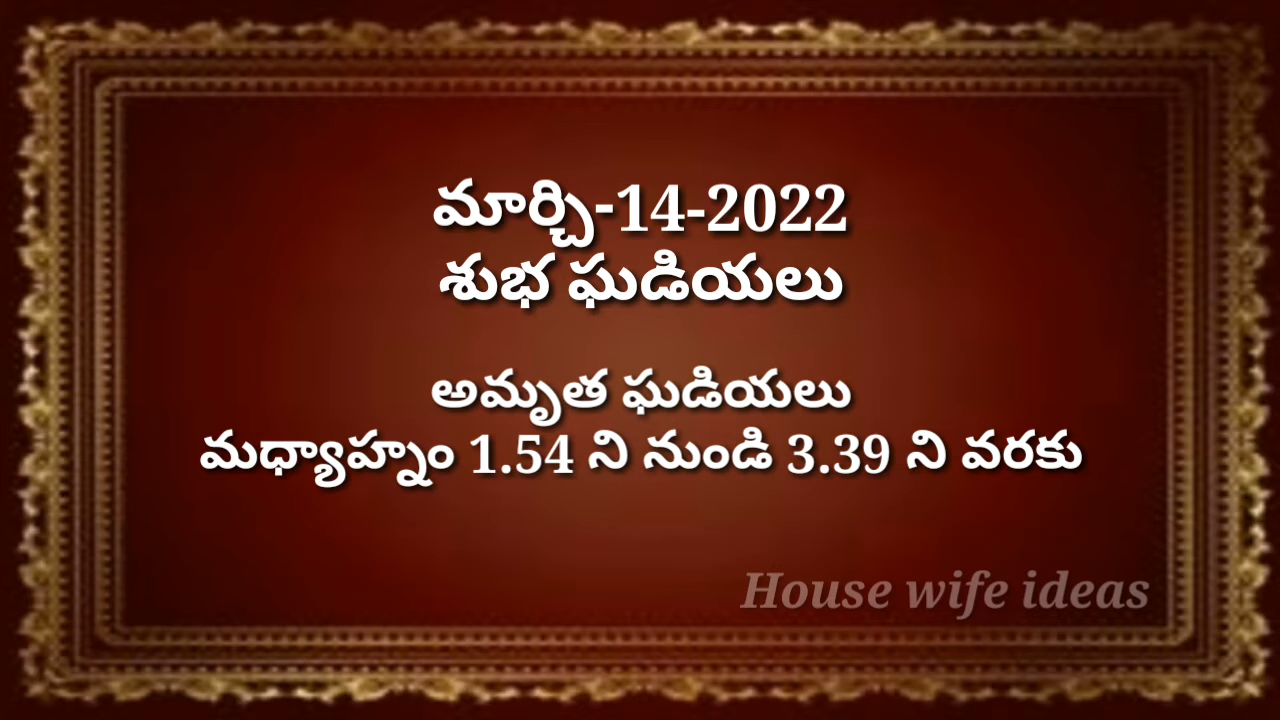 మార్చి-14-2022
శుభ ఘడియలు
అమృత ఘడియలు
మధ్యాహ్నం 1.54 ని నుండి 3.39 ని వరకు
House wife ideas